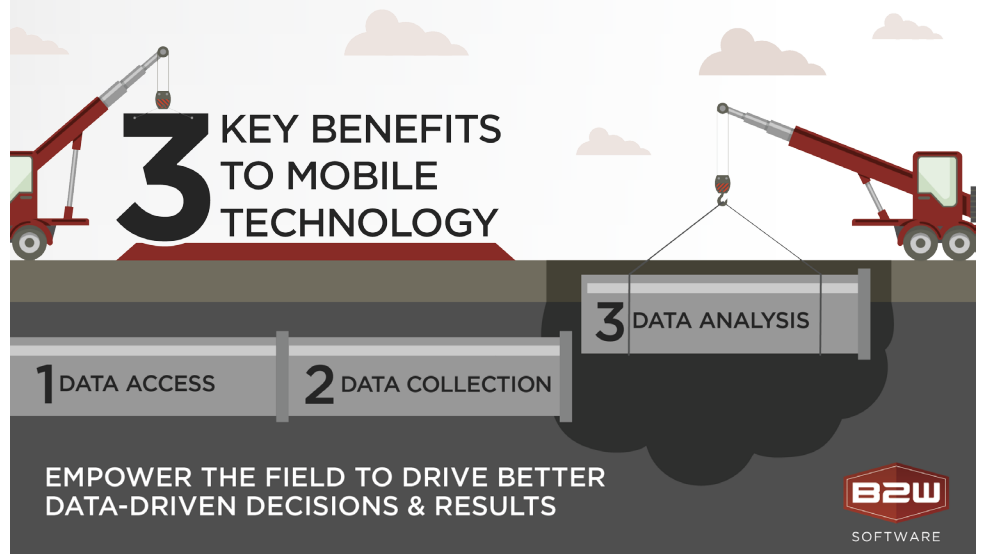 3 KEY BENEFITS
TO MOBILE
TECHNOLOGY
3 DATA ANALYSIS
1 DATA ACCESS
2 DATA COLLECTION
EMPOWER THE FIELD TO DRIVE BETTER
DATA-DRIVEN DECISIONS & RESULTS
B2W
SOFTWARE